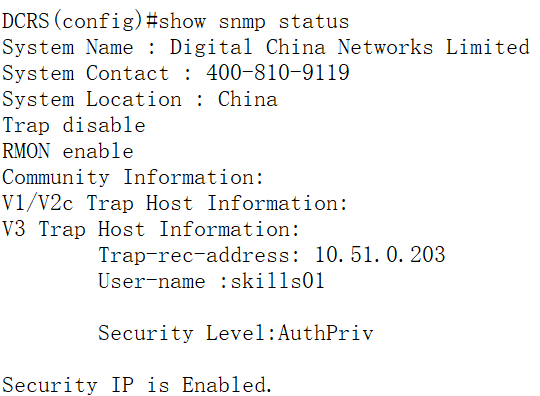 DCRS(config)#show snmp status
System Name : Digital China Networks Limited
System Contact : 400-810-9119
System Location : China
Trap disable
RMON enable
Community Information:
V1/V2c Trap Host Information:
V3 Trap Host Information:
Trap-rec-address: 10.51.0.203
User-name :skills01
Security Level:AuthPriv
Security IP is Enabled.